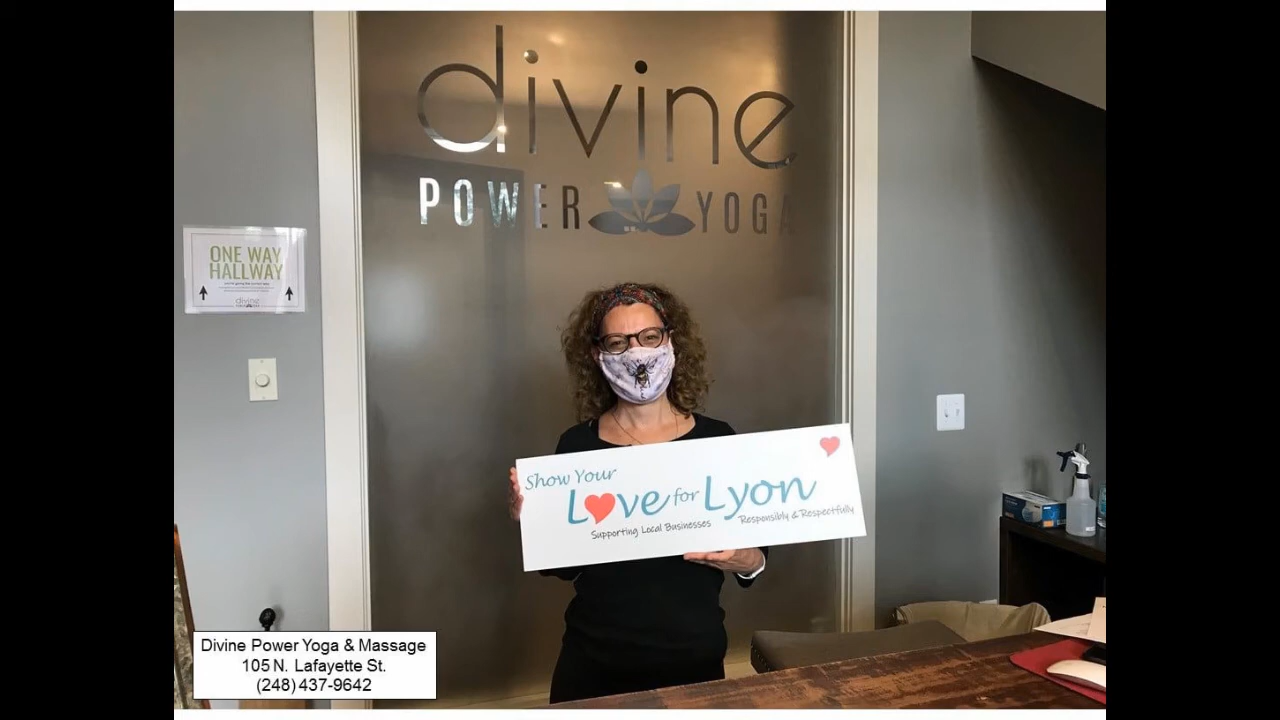 divine
POWER YOGA
ONE WAY
HALLWAY
divine
Show Your
Love for Lyon
Supporting Local Businesses Responsibly & Respectfully
Divine Power Yoga & Massage
105 N. Lafayette St.
(248) 437-9642